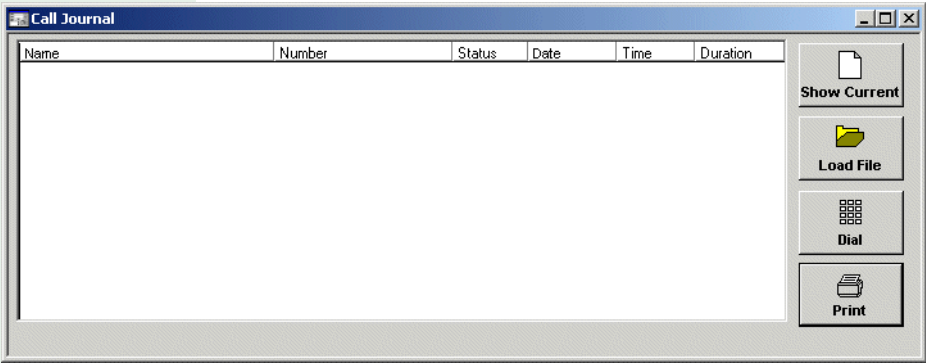 Call Journal
Name Number Status Date Time Duration
Show Current
Load File
Dial
Print